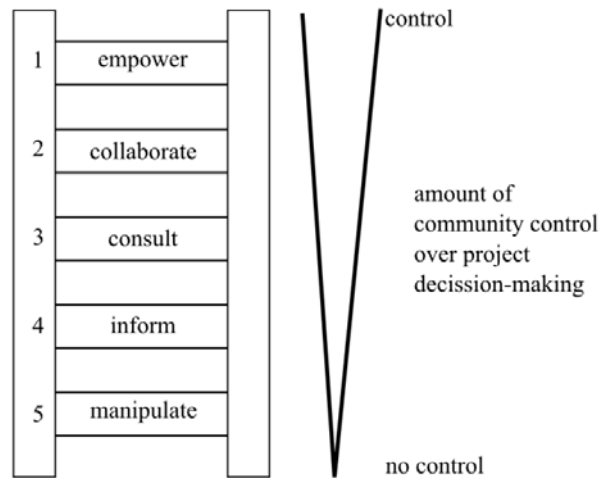 control
1 empower
2 collaborate
amount of
community control
3 consult
over project
decission-making
4 inform
5 manipulate
no control